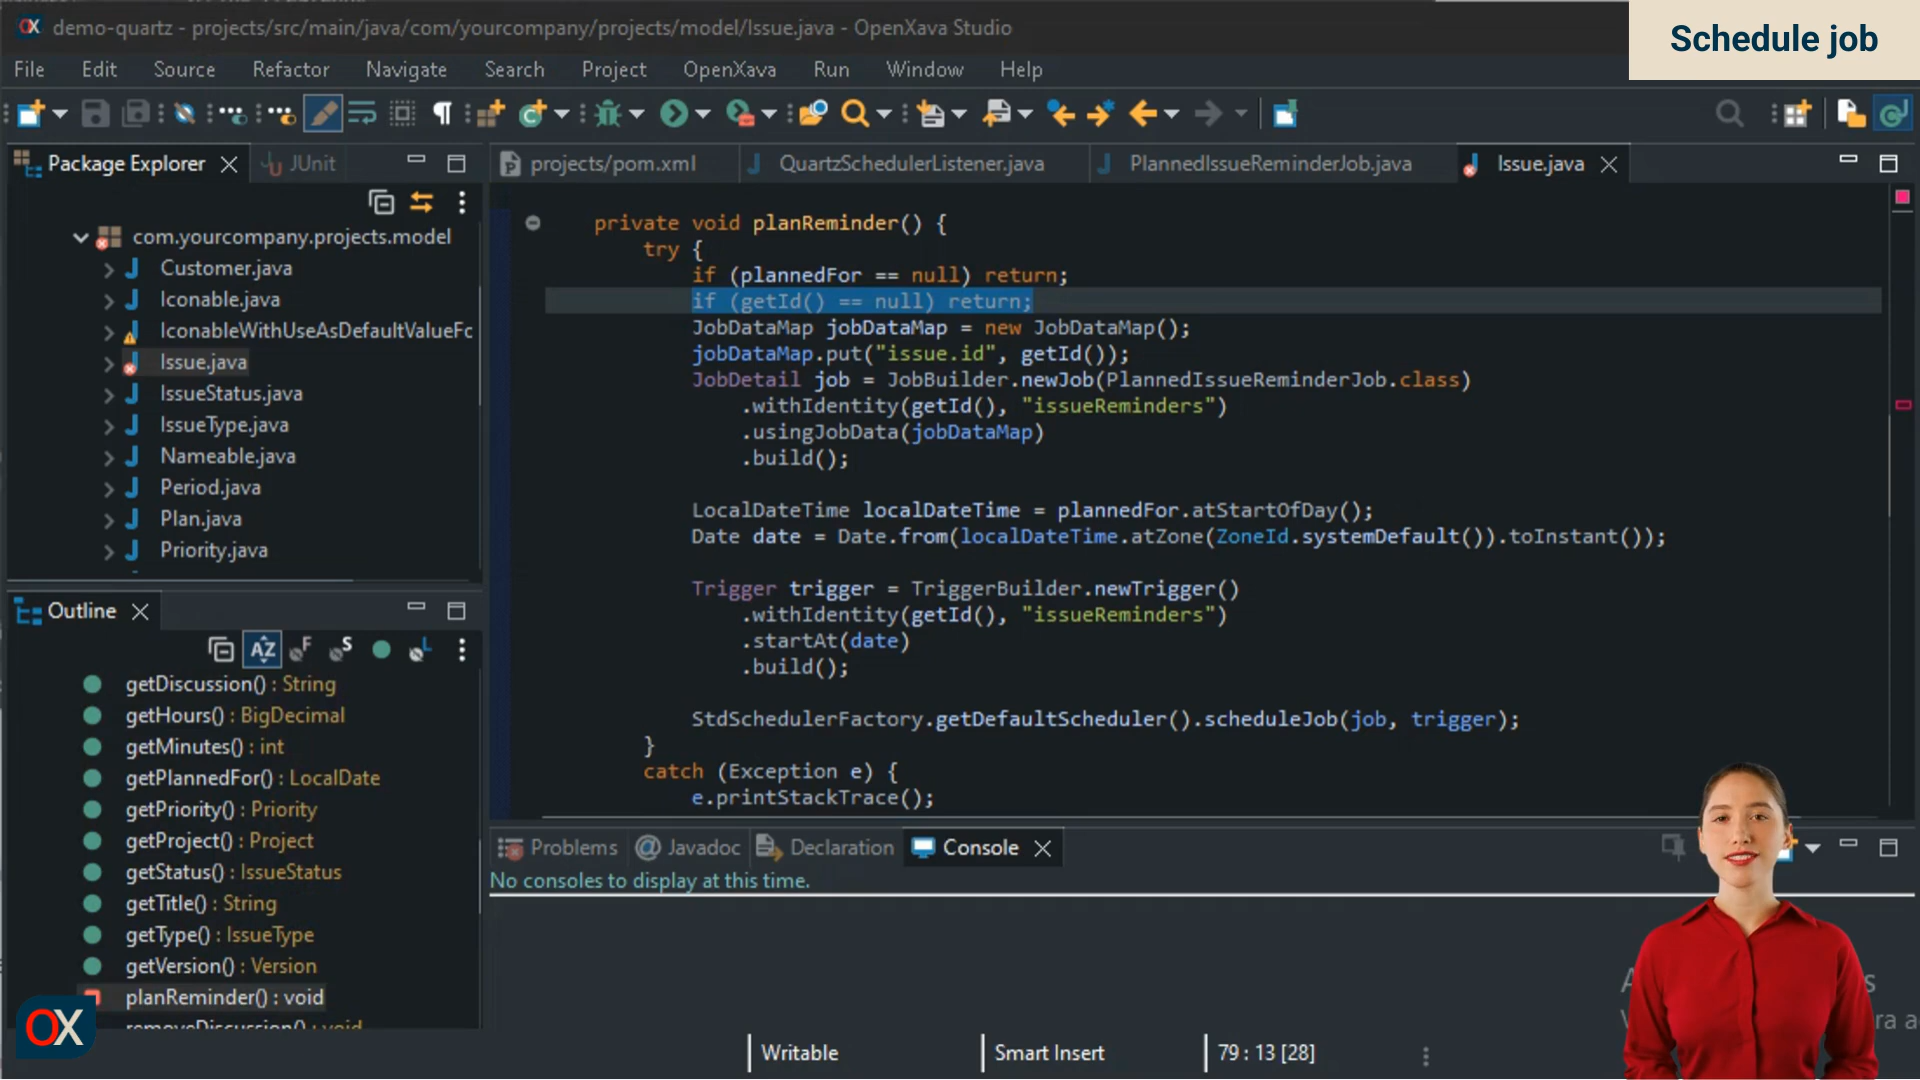 demo-quartz - projects/src/main/java/com/yourcompany/projects/model/Issue.java - OpenXava Studio
Schedule job
File Edit Source Refactor Navigate Search Project OpenXava Run Window Help
Package Explorer JUnit
projects/pom.xml QuartzSchedulerListener.java PlannedIssueReminderJob.java Issue.java
com.yourcompany.projects.model
Customer.java
Iconable.java
IconableWithUseAsDefaultValueFo
Issue.java
IssueStatus.java
IssueType.java
Nameable.java
Period.java
Plan.java
Priority.java
private void planReminder() {
try {
if (plannedFor == null) return;
if (getId() == null) return;
JobDataMap jobDataMap = new JobDataMap();
jobDataMap.put("issue.id", getId());
JobDetail job = JobBuilder.newJob(PlannedIssueReminderJob.class)
.withIdentity(getId(), "issueReminders")
.usingJobData(jobDataMap)
.build();
LocalDateTime localDateTime = plannedFor.atStartOfDay();
Date date = Date.from(localDateTime.atZone(ZoneId.systemDefault()).toInstant());
Trigger trigger = TriggerBuilder.newTrigger()
.withIdentity(getId(), "issueReminders")
.startAt(date)
.build();
StdSchedulerFactory.getDefaultScheduler().scheduleJob(job, trigger);
}
catch (Exception e) {
e.printStackTrace();
Outline
AZ F S L
getDiscussion() : String
getHours() : BigDecimal
getMinutes() : int
getPlannedFor() : LocalDate
getPriority() : Priority
getProject() : Project
getStatus() : IssueStatus
getTitle() : String
getType() : IssueType
getVersion() : Version
planReminder() : void
removeDiscussion() : void
Problems Javadoc Declaration Console
No consoles to display at this time.
OX
Writable Smart Insert 79 : 13 [28]